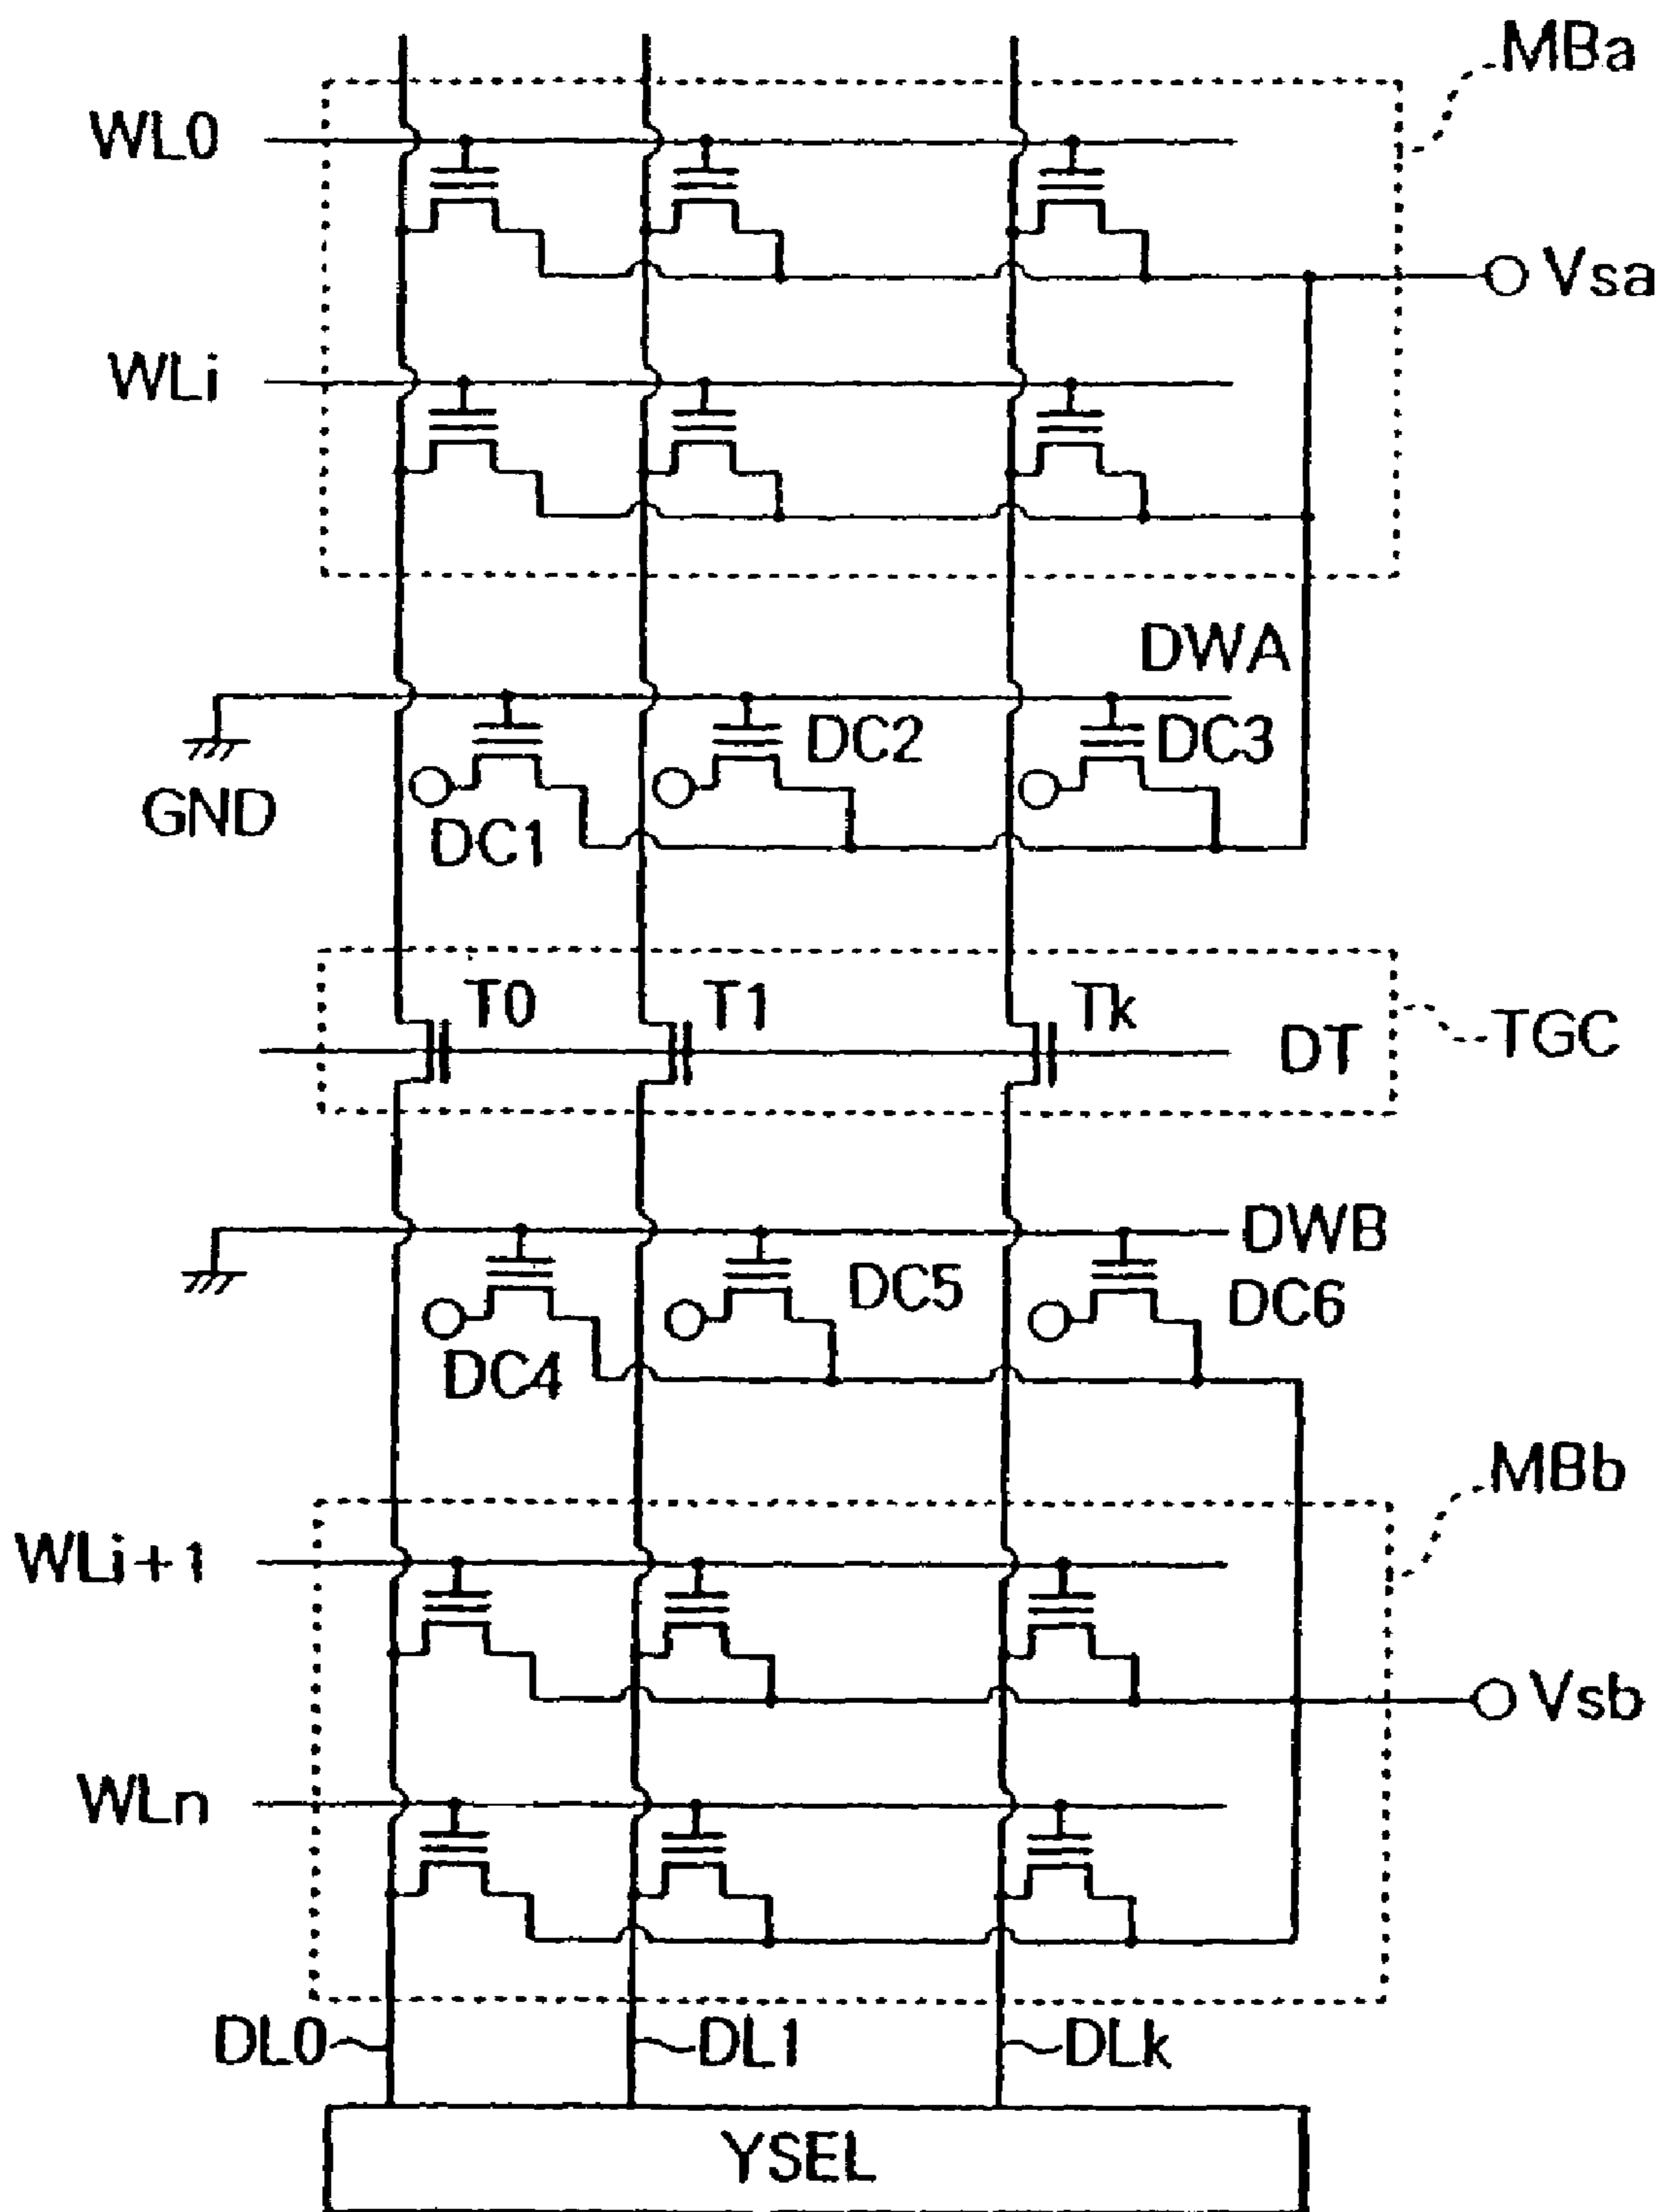 MBa
WL0
Vsa
WLi
DWA
DC2
DC3
GND
DC1
T0
T1
Tk
DT
TGC
DWB
DC5
DC6
DC4
MBb
WLi+1
Vsb
WLn
DL0
DL1
DLk
YSEL